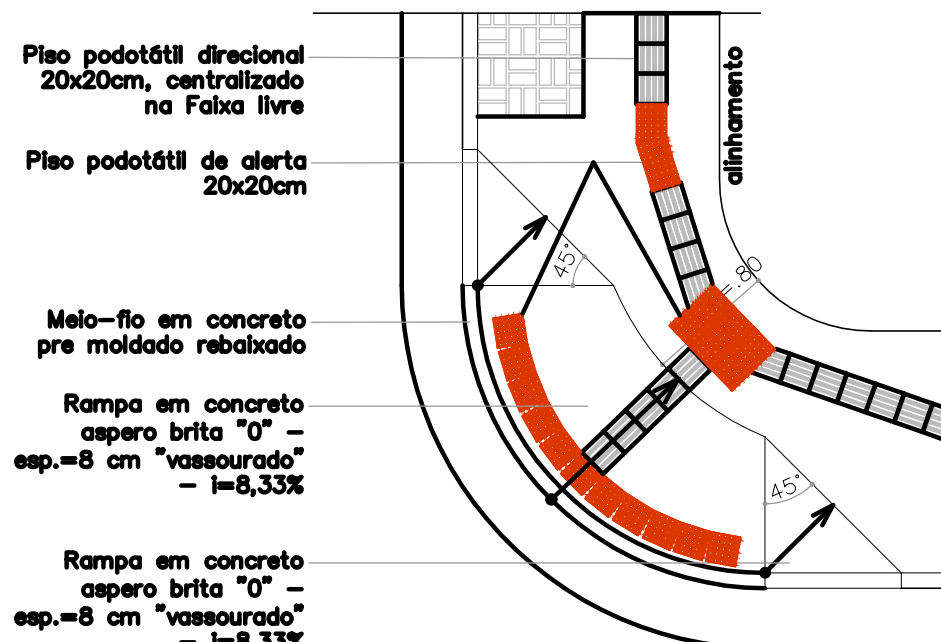 Piso podotátil direcional
20x20cm, centralizado
na Faixa livre
Piso podotátil de alerta
20x20cm
alinhamento
45°
=.80
Meio-fio em concreto
pre moldado rebaixado
Rampa em concreto
aspero brita "0" -
esp.=8 cm "vassourado"
- i=8,33%
45°
Rampa em concreto
aspero brita "0" -
esp.=8 cm "vassourado"
- i=8,33%